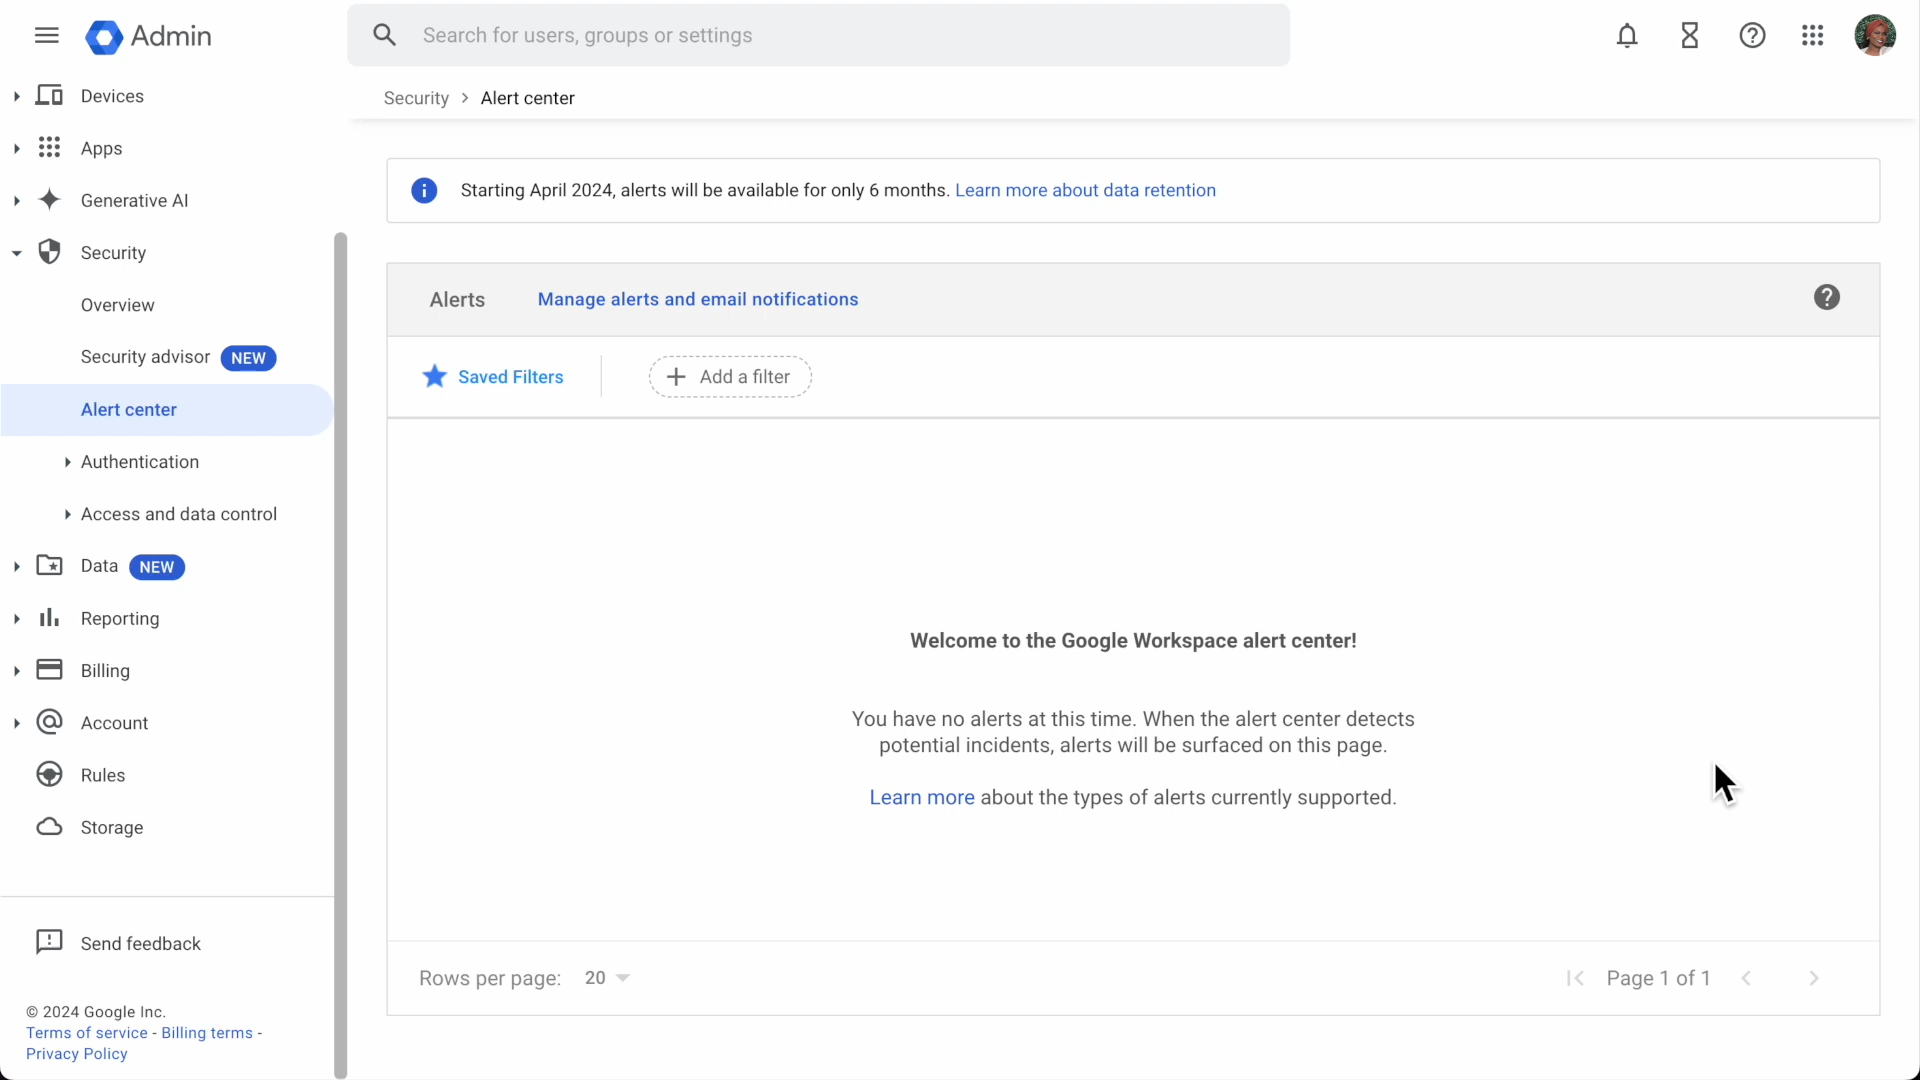 Admin
Search for users, groups or settings
Devices
Apps
Generative AI
Security
Overview
Security advisor NEW
Alert center
Authentication
Access and data control
Data NEW
Reporting
Billing
Account
Rules
Storage
Send feedback
© 2024 Google Inc.
Terms of service - Billing terms -
Privacy Policy
Security > Alert center
Starting April 2024, alerts will be available for only 6 months. Learn more about data retention
Alerts Manage alerts and email notifications
Saved Filters
Add a filter
Welcome to the Google Workspace alert center!
You have no alerts at this time. When the alert center detects
potential incidents, alerts will be surfaced on this page.
Learn more about the types of alerts currently supported.
Rows per page: 20
Page 1 of 1